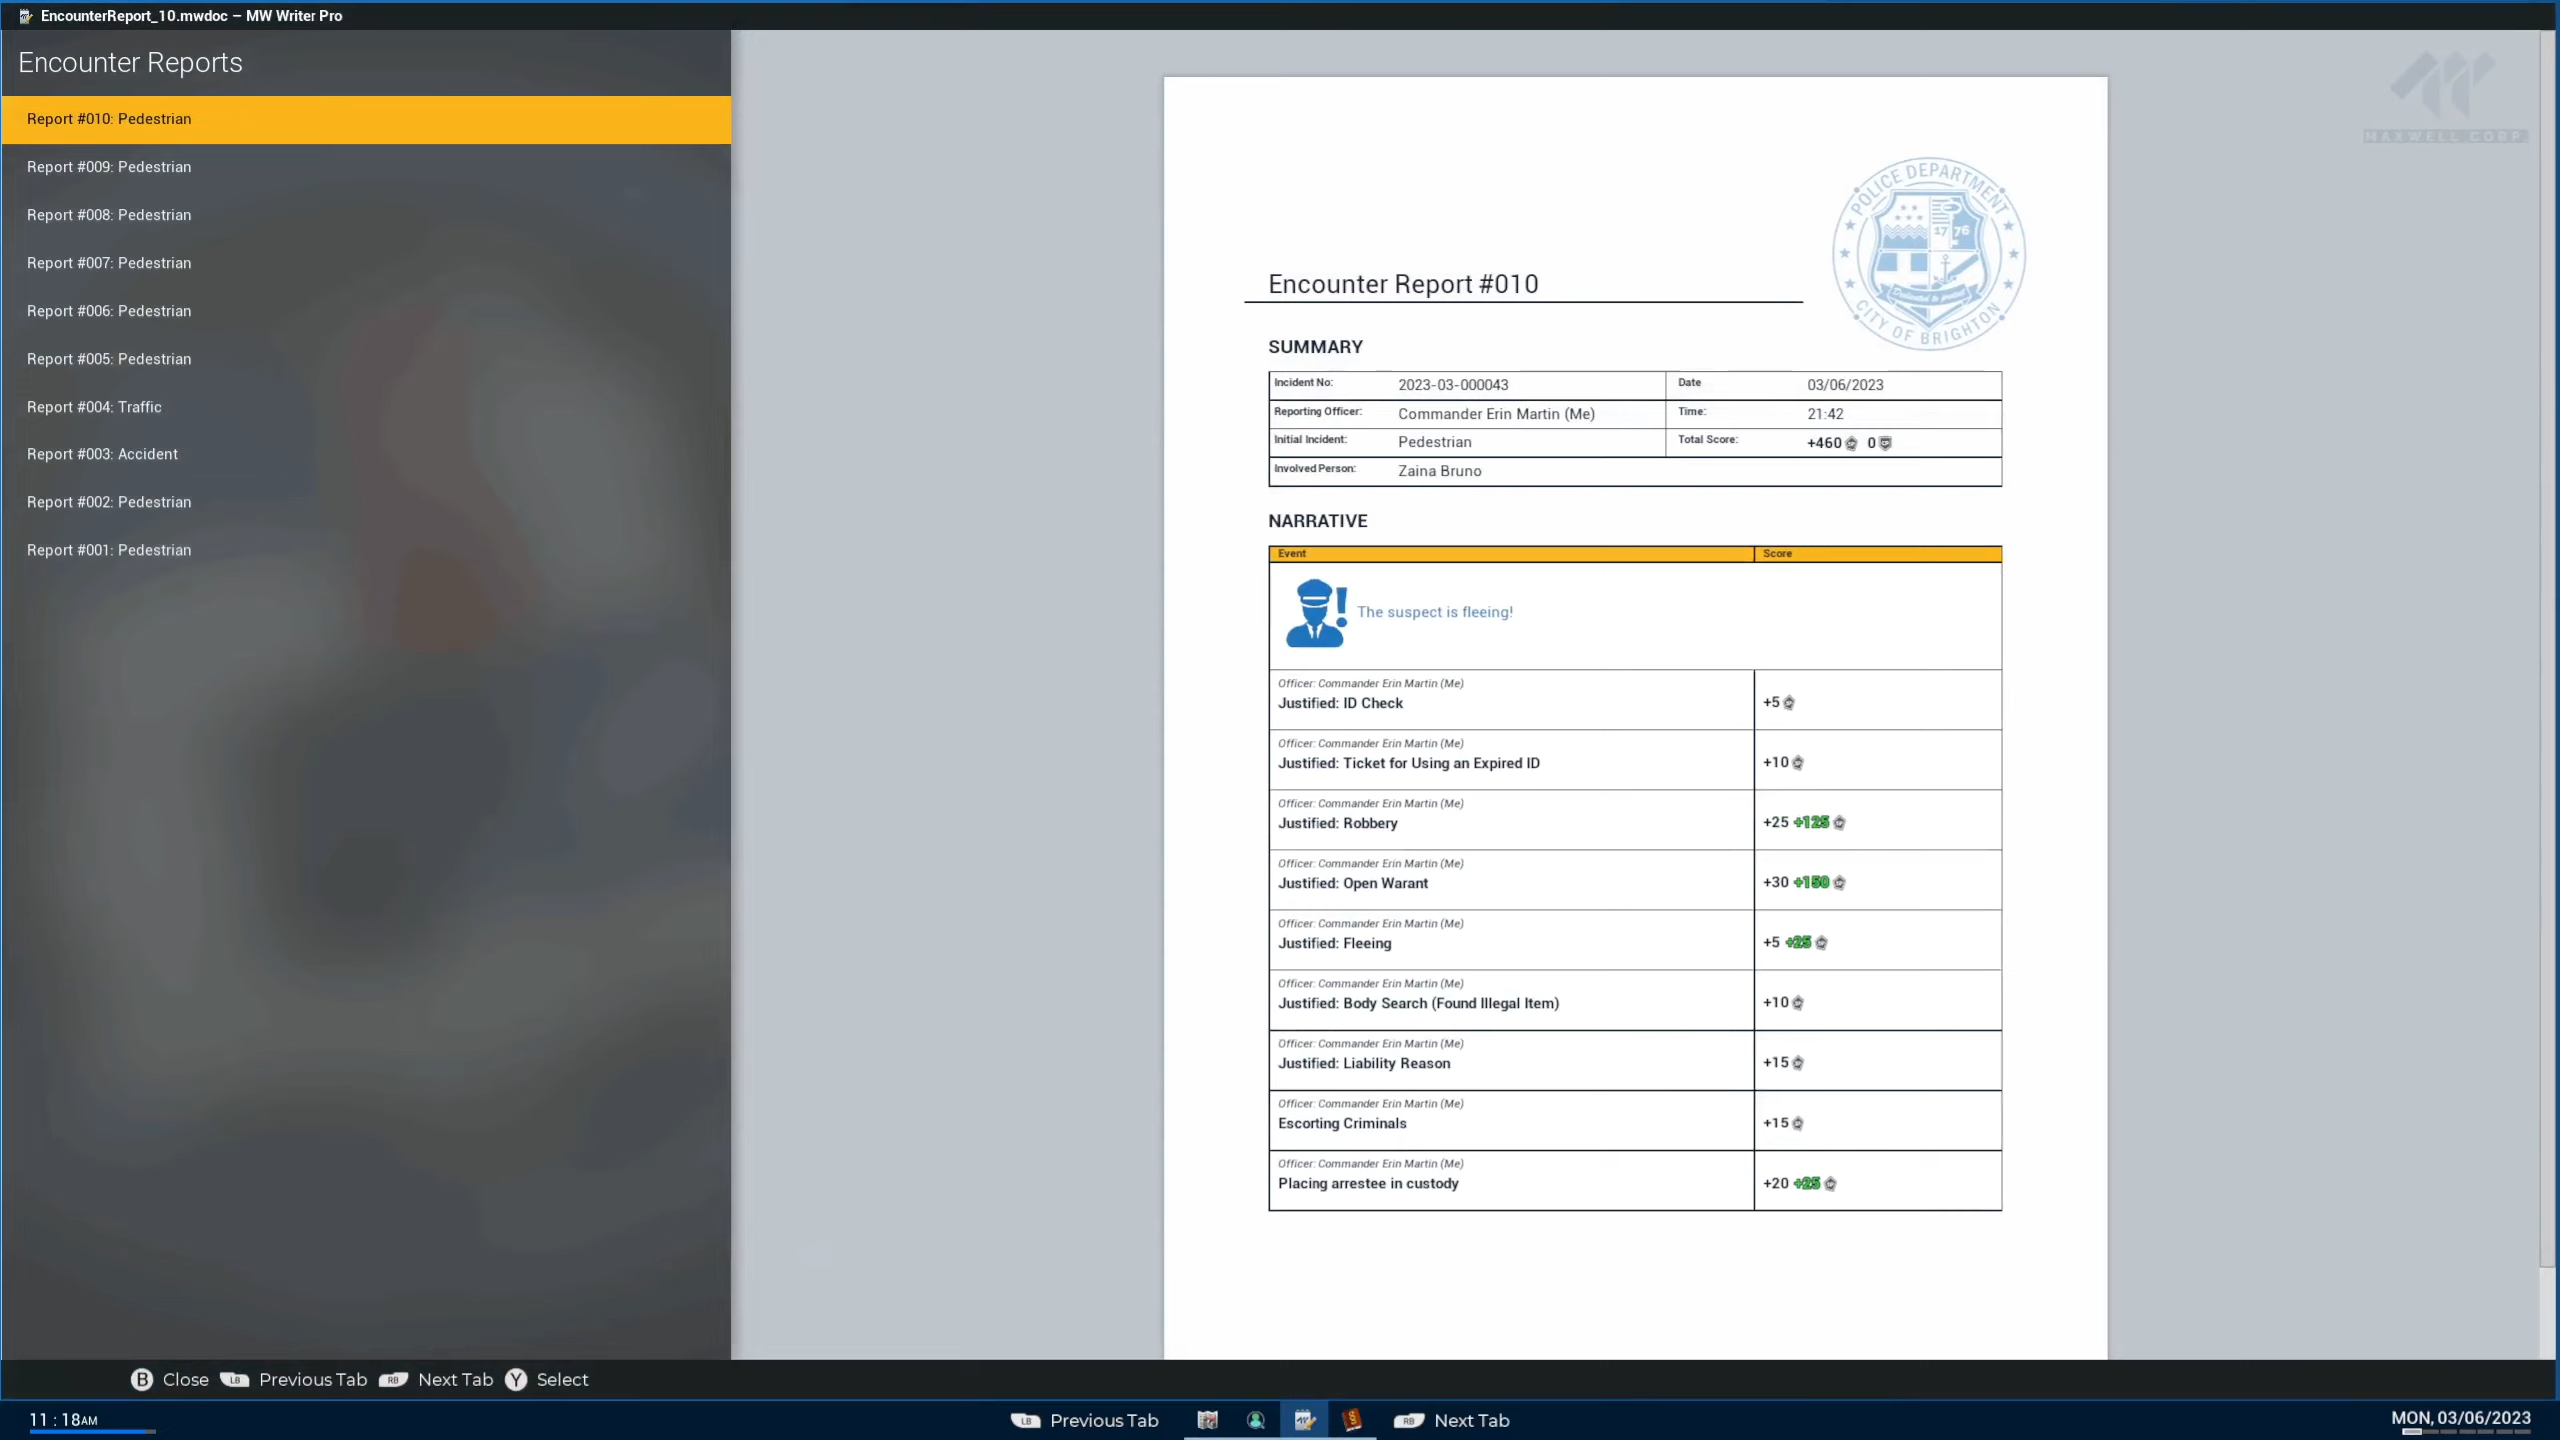 EncounterReport_10.mwdoc – MW Writer Pro
Encounter Reports
Report #010: Pedestrian
Report #009: Pedestrian
Report #008: Pedestrian
Report #007: Pedestrian
Report #006: Pedestrian
Report #005: Pedestrian
Report #004: Traffic
Report #003: Accident
Report #002: Pedestrian
Report #001: Pedestrian
MAXWELL CORP.
POLICE DEPARTMENT
17 76
CITY OF BRIGHTON
Encounter Report #010
SUMMARY
Incident No: 2023-03-000043 Date 03/06/2023
Reporting Officer: Commander Erin Martin (Me) Time: 21:42
Initial Incident: Pedestrian Total Score: +460 0
Involved Person: Zaina Bruno
NARRATIVE
Event Score
The suspect is fleeing!
Officer: Commander Erin Martin (Me)
Justified: ID Check +5
Officer: Commander Erin Martin (Me)
Justified: Ticket for Using an Expired ID +10
Officer: Commander Erin Martin (Me)
Justified: Robbery +25 +125
Officer: Commander Erin Martin (Me)
Justified: Open Warant +30 +150
Officer: Commander Erin Martin (Me)
Justified: Fleeing +5 +25
Officer: Commander Erin Martin (Me)
Justified: Body Search (Found Illegal Item) +10
Officer: Commander Erin Martin (Me)
Justified: Liability Reason +15
Officer: Commander Erin Martin (Me)
Escorting Criminals +15
Officer: Commander Erin Martin (Me)
Placing arrestee in custody +20 +25
B Close LB Previous Tab RB Next Tab Y Select
11 : 18AM LB Previous Tab RB Next Tab MON, 03/06/2023